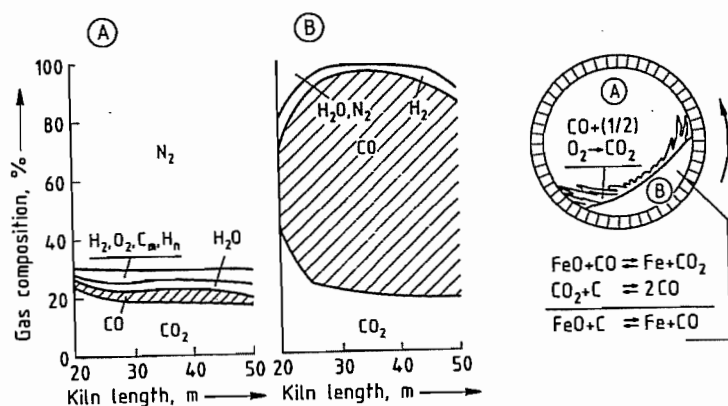 A
B
100
80
60
40
20
0
Gas composition, %
N₂
H₂, O₂, Cₘ, Hₙ
H₂O
CO
CO₂
20 30 40 50
Kiln length, m
H₂O, N₂
H₂
CO
CO₂
20 30 40 50
Kiln length, m
A
CO+(1/2)
O₂→CO₂
B
FeO+CO ⇌ Fe+CO₂
CO₂+C ⇌ 2CO
FeO+C ⇌ Fe+CO